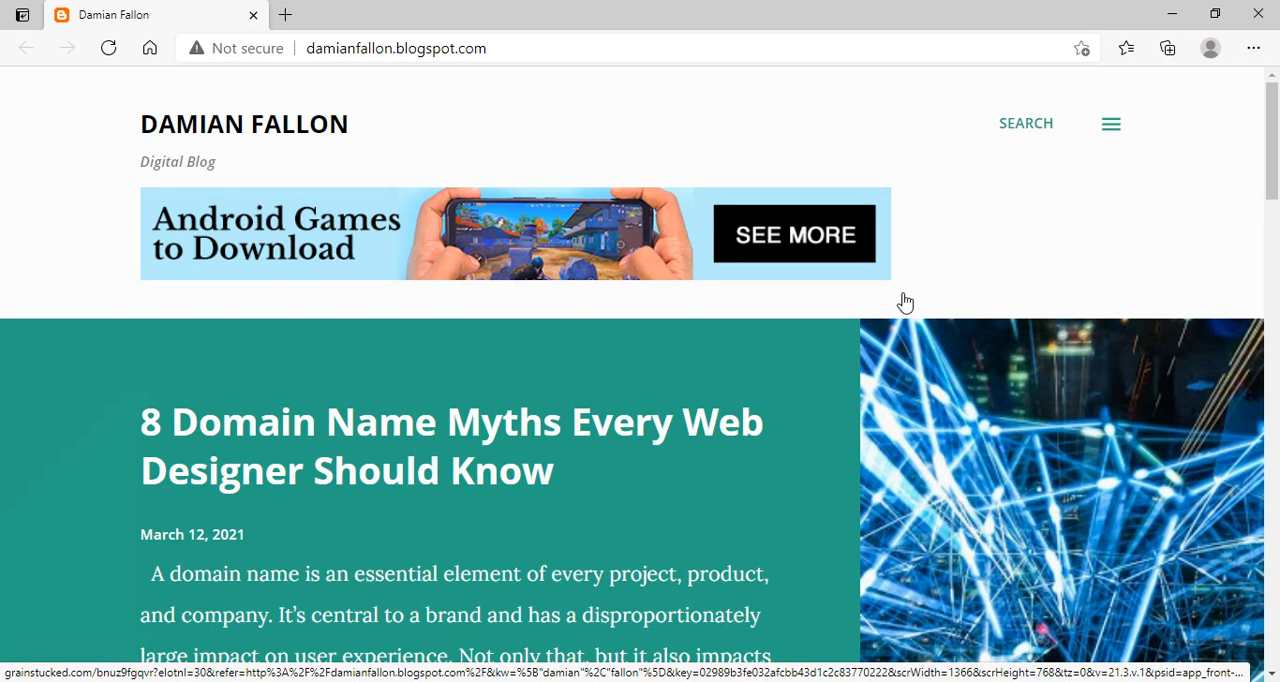 Damian Fallon
Not secure damianfallon.blogspot.com
DAMIAN FALLON
SEARCH
Digital Blog
Android Games
to Download
SEE MORE
8 Domain Name Myths Every Web
Designer Should Know
March 12, 2021
A domain name is an essential element of every project, product,
and company. It’s central to a brand and has a disproportionately
large impact on user experience. Not only that, but it also impacts
grainstucked.com/bnuz9fgqvr?elotnl=30&refer=http%3A%2F%2Fdamianfallon.blogspot.com%2F&kw=%5B"damian"%2C"fallon"%5D&key=02989b3fe032afcbb43d1c2c83770222&scrWidth=1366&scrHeight=768&tz=0&v=21.3.v.1&psid=app_front-...